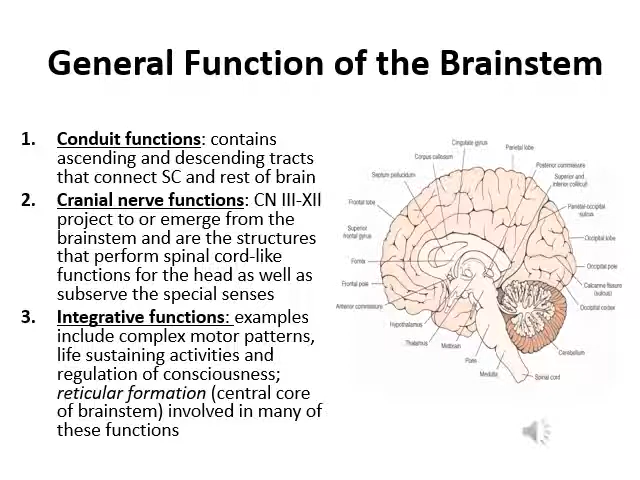 General Function of the Brainstem
1. Conduit functions: contains
ascending and descending tracts
that connect SC and rest of brain
2. Cranial nerve functions: CN III-XII
project to or emerge from the
brainstem and are the structures
that perform spinal cord-like
functions for the head as well as
subserve the special senses
3. Integrative functions: examples
include complex motor patterns,
life sustaining activities and
regulation of consciousness;
reticular formation (central core
of brainstem) involved in many of
these functions
Cingulate gyrus
Parietal lobe
Corpus callosum
Posterior commissure
Septum pellucidum
Superior and
inferior colliculi
Frontal lobe
Parietal-occipital
sulcus
Superior
frontal gyrus
Occipital lobe
Fornix
Occipital pole
Frontal pole
Calcarine fissure
(sulcus)
Anterior commissure
Occipital cortex
Hypothalamus
Thalamus
Midbrain
Cerebellum
Pons
Medulla
Spinal cord